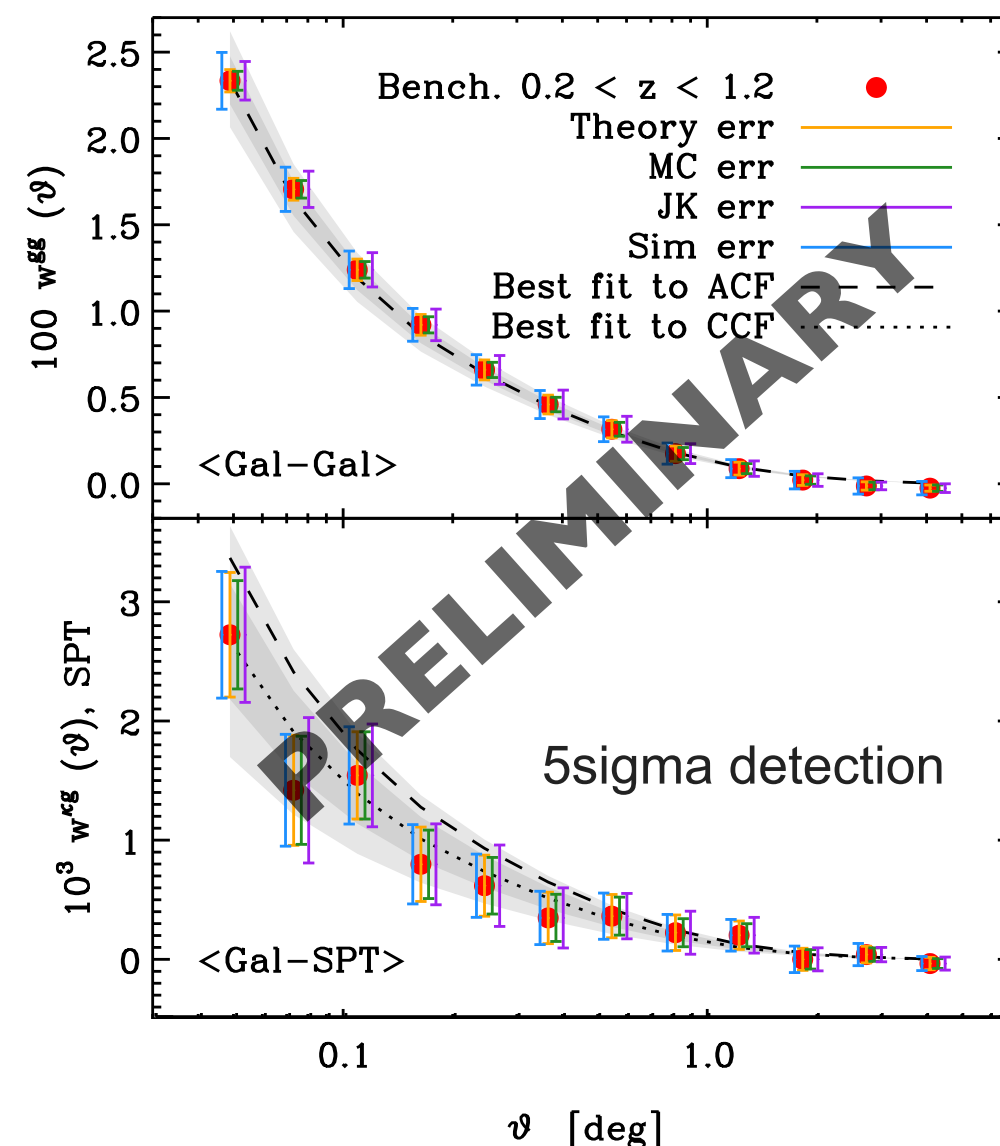 2.5
2.0
1.5
1.0
0.5
0.0
100 w^gg (ϑ)
Bench. 0.2 < z < 1.2
Theory err
MC err
JK err
Sim err
Best fit to ACF
Best fit to CCF
<Gal−Gal>
PRELIMINARY
3
2
1
0
10³ w^κg (ϑ), SPT
5sigma detection
<Gal−SPT>
0.1 1.0
ϑ [deg]